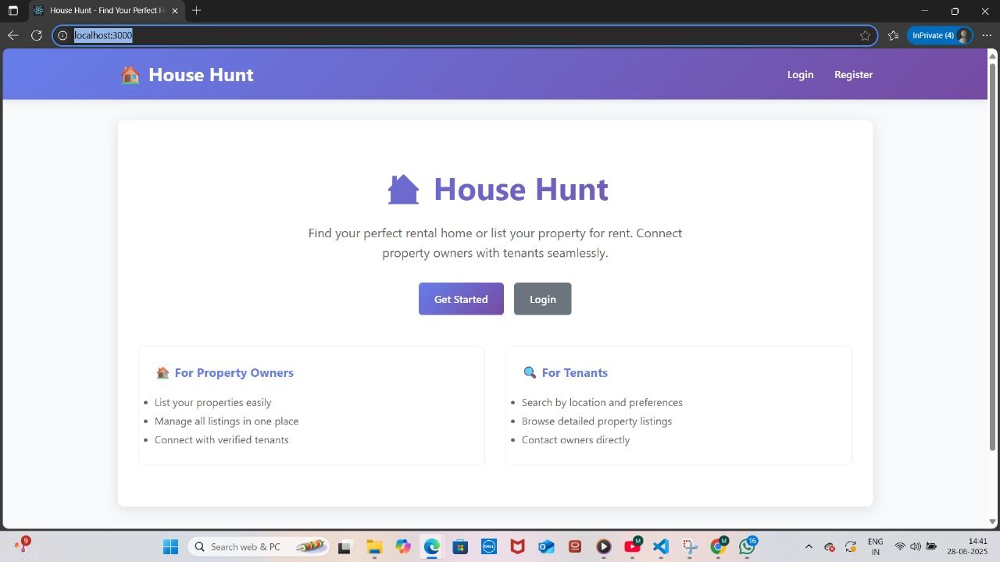 House Hunt - Find Your Perfect H
localhost:3000
InPrivate (4)
House Hunt
Login
Register
House Hunt
Find your perfect rental home or list your property for rent. Connect
property owners with tenants seamlessly.
Get Started
Login
For Property Owners
List your properties easily
Manage all listings in one place
Connect with verified tenants
For Tenants
Search by location and preferences
Browse detailed property listings
Contact owners directly
9
Search web & PC
DELL
M
M
16
ENG
IN
14:41
28-06-2025